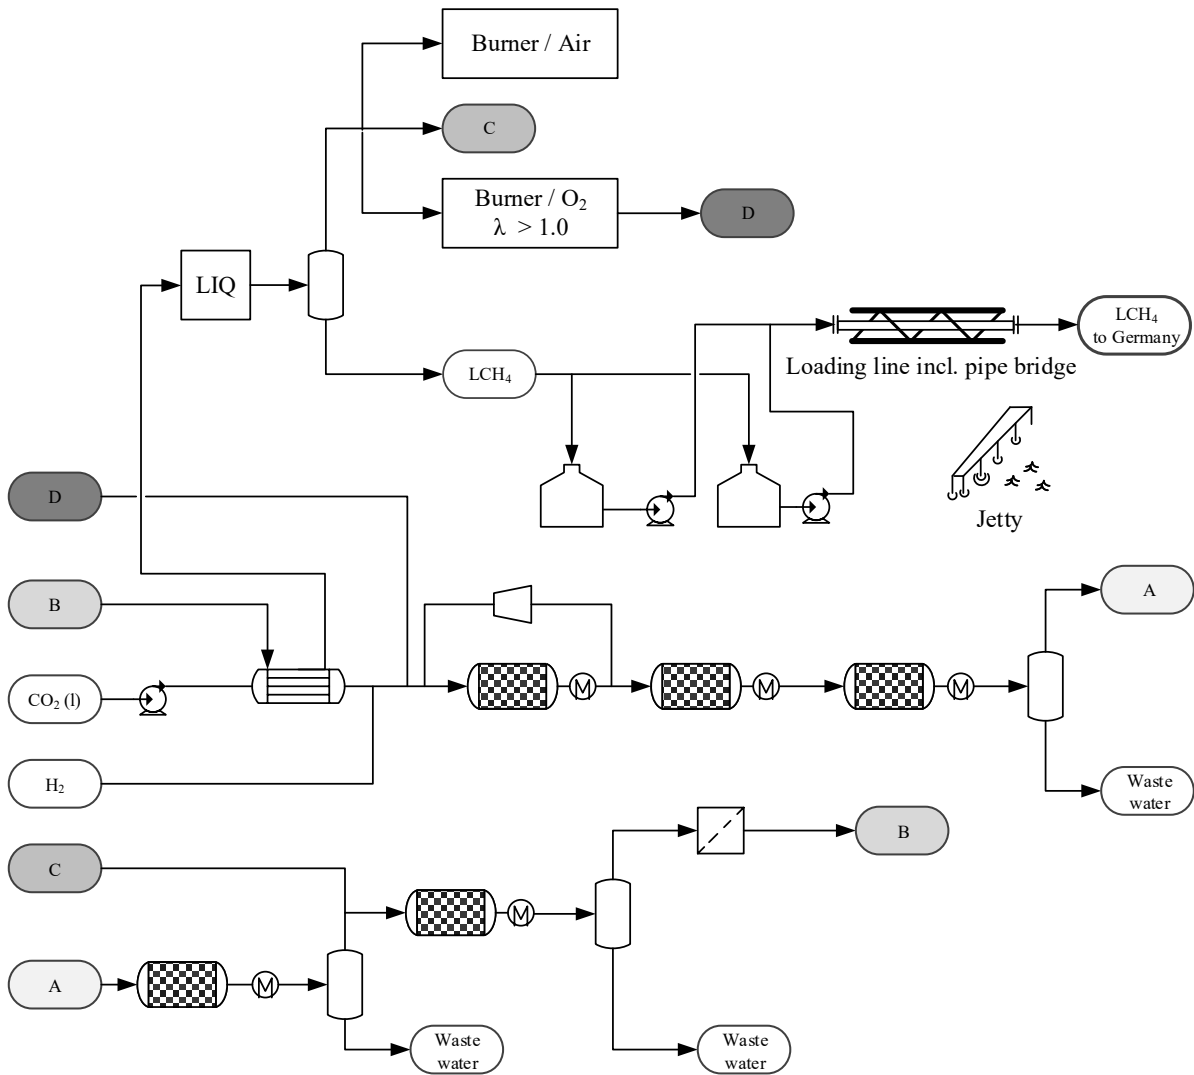 Burner / Air
C
Burner / O₂
λ > 1.0
D
LIQ
LCH₄
to Germany
Loading line incl. pipe bridge
LCH₄
Jetty
D
B
A
CO₂ (l)
M
M
M
H₂
Waste
water
B
C
M
A
M
Waste
water
Waste
water